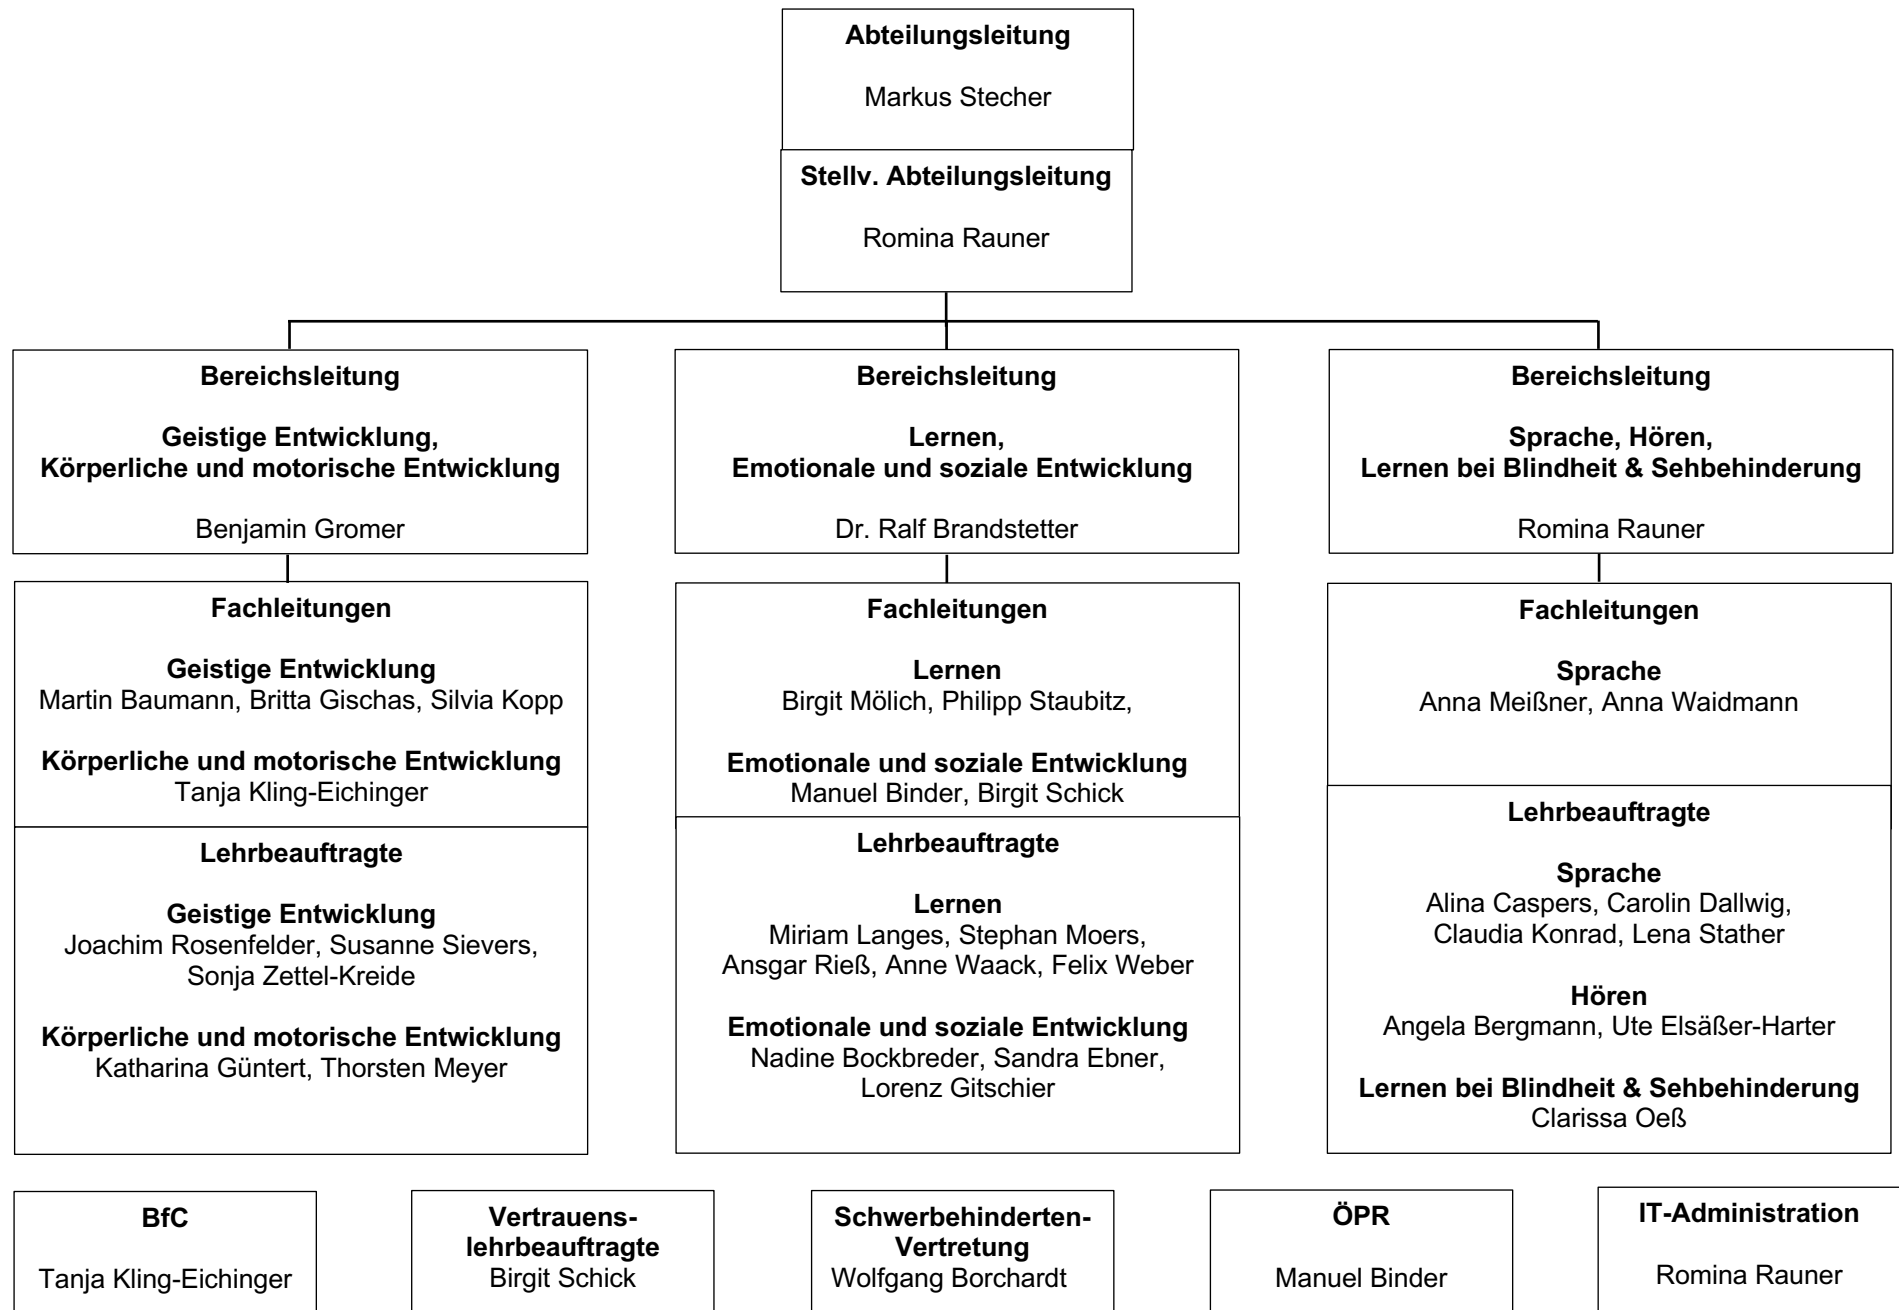 Abteilungsleitung
Markus Stecher
Stellv. Abteilungsleitung
Romina Rauner
Bereichsleitung
Geistige Entwicklung,
Körperliche und motorische Entwicklung
Benjamin Gromer
Bereichsleitung
Lernen,
Emotionale und soziale Entwicklung
Dr. Ralf Brandstetter
Bereichsleitung
Sprache, Hören,
Lernen bei Blindheit & Sehbehinderung
Romina Rauner
Fachleitungen
Geistige Entwicklung
Martin Baumann, Britta Gischas, Silvia Kopp
Körperliche und motorische Entwicklung
Tanja Kling-Eichinger
Lehrbeauftragte
Geistige Entwicklung
Joachim Rosenfelder, Susanne Sievers,
Sonja Zettel-Kreide
Körperliche und motorische Entwicklung
Katharina Güntert, Thorsten Meyer
Fachleitungen
Lernen
Birgit Mölich, Philipp Staubitz,
Emotionale und soziale Entwicklung
Manuel Binder, Birgit Schick
Lehrbeauftragte
Lernen
Miriam Langes, Stephan Moers,
Ansgar Rieß, Anne Waack, Felix Weber
Emotionale und soziale Entwicklung
Nadine Bockbreder, Sandra Ebner,
Lorenz Gitschier
Fachleitungen
Sprache
Anna Meißner, Anna Waidmann
Lehrbeauftragte
Sprache
Alina Caspers, Carolin Dallwig,
Claudia Konrad, Lena Stather
Hören
Angela Bergmann, Ute Elsäßer-Harter
Lernen bei Blindheit & Sehbehinderung
Clarissa Oeß
BfC
Tanja Kling-Eichinger
Vertrauens-
lehrbeauftragte
Birgit Schick
Schwerbehinderten-
Vertretung
Wolfgang Borchardt
ÖPR
Manuel Binder
IT-Administration
Romina Rauner